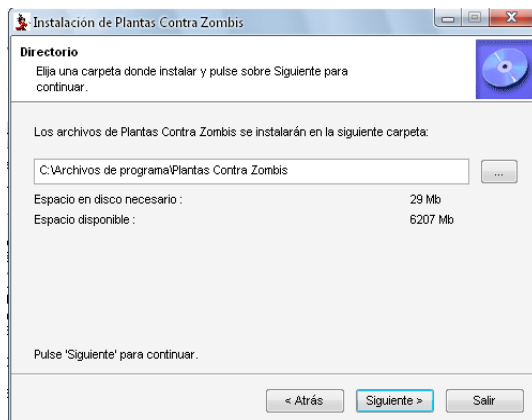 Instalación de Plantas Contra Zombis
Directorio
Elija una carpeta donde instalar y pulse sobre Siguiente para
continuar.
Los archivos de Plantas Contra Zombis se instalarán en la siguiente carpeta:
C:\Archivos de programa\Plantas Contra Zombis
...
Espacio en disco necesario : 29 Mb
Espacio disponible : 6207 Mb
Pulse 'Siguiente' para continuar.
< Atrás Siguiente > Salir